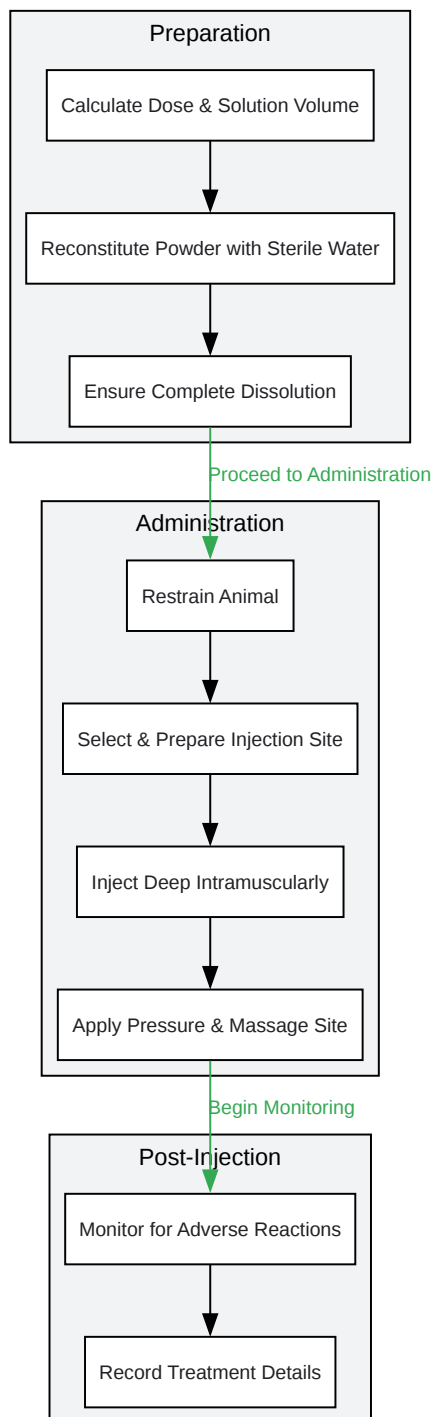 Preparation
Calculate Dose & Solution Volume
Reconstitute Powder with Sterile Water
Ensure Complete Dissolution
Proceed to Administration
Administration
Restrain Animal
Select & Prepare Injection Site
Inject Deep Intramuscularly
Apply Pressure & Massage Site
Begin Monitoring
Post-Injection
Monitor for Adverse Reactions
Record Treatment Details